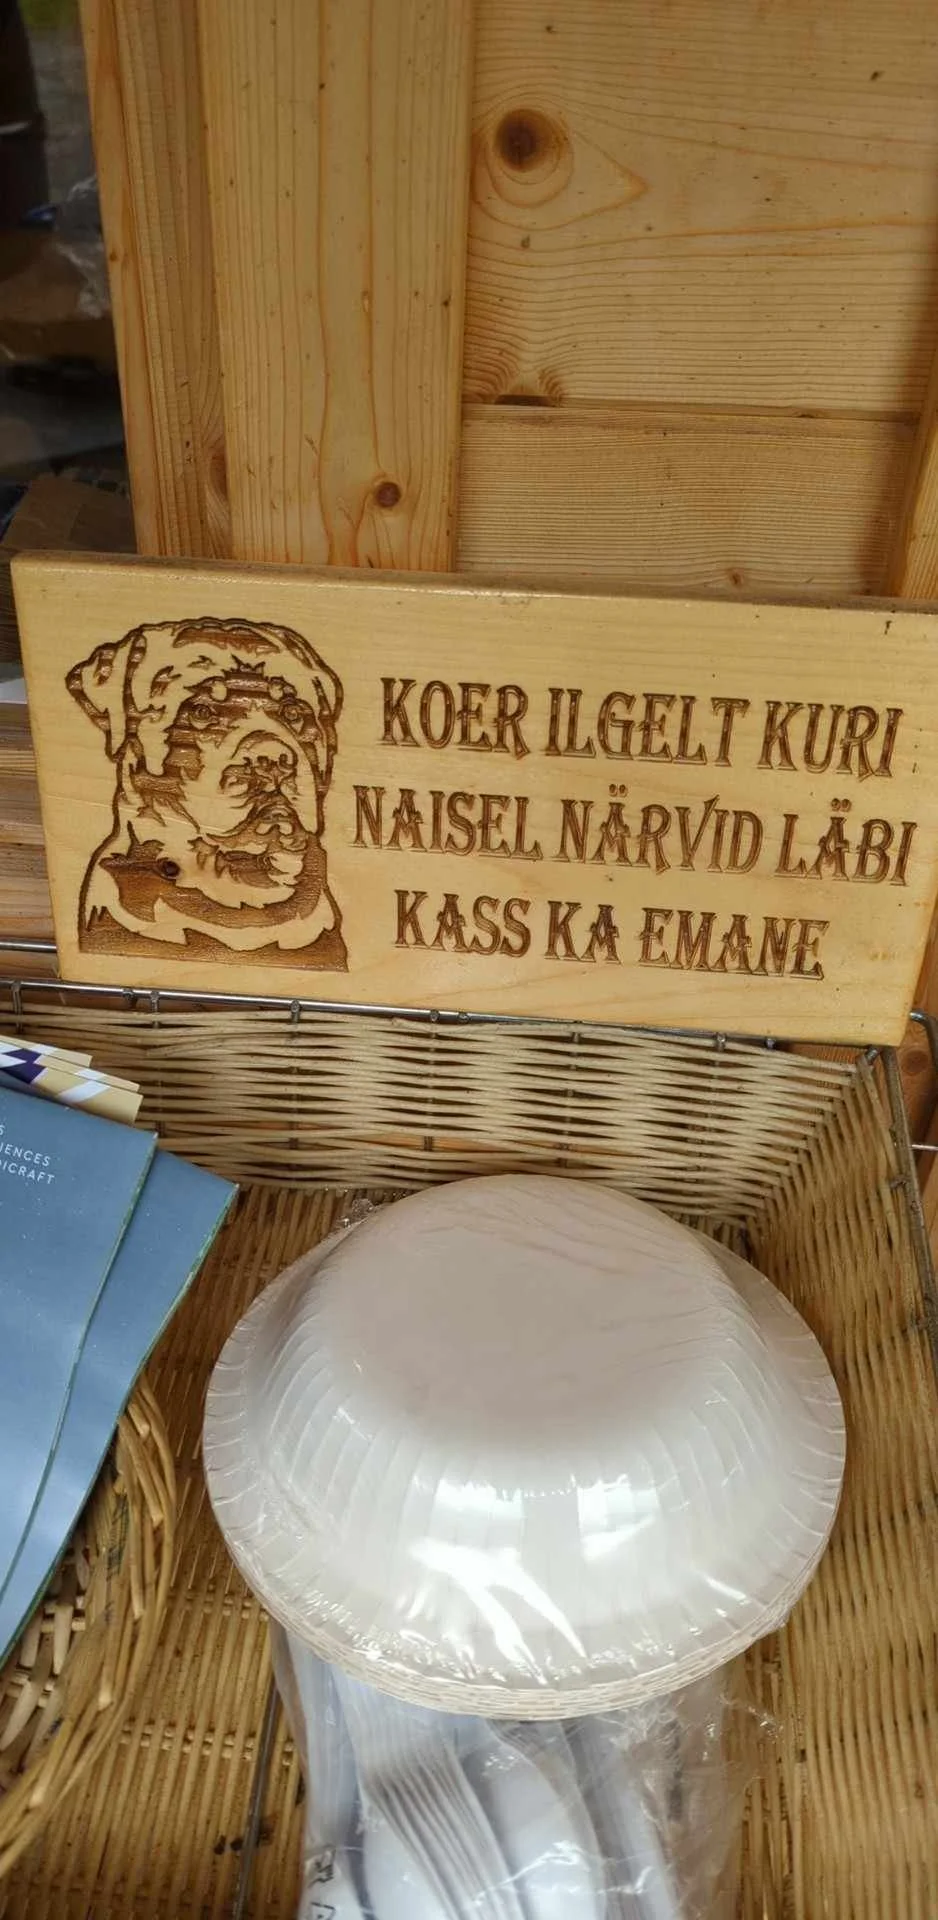 KOER ILGELT KURI
NAISEL NÄRVID LÄBI
KASS KA EMANE